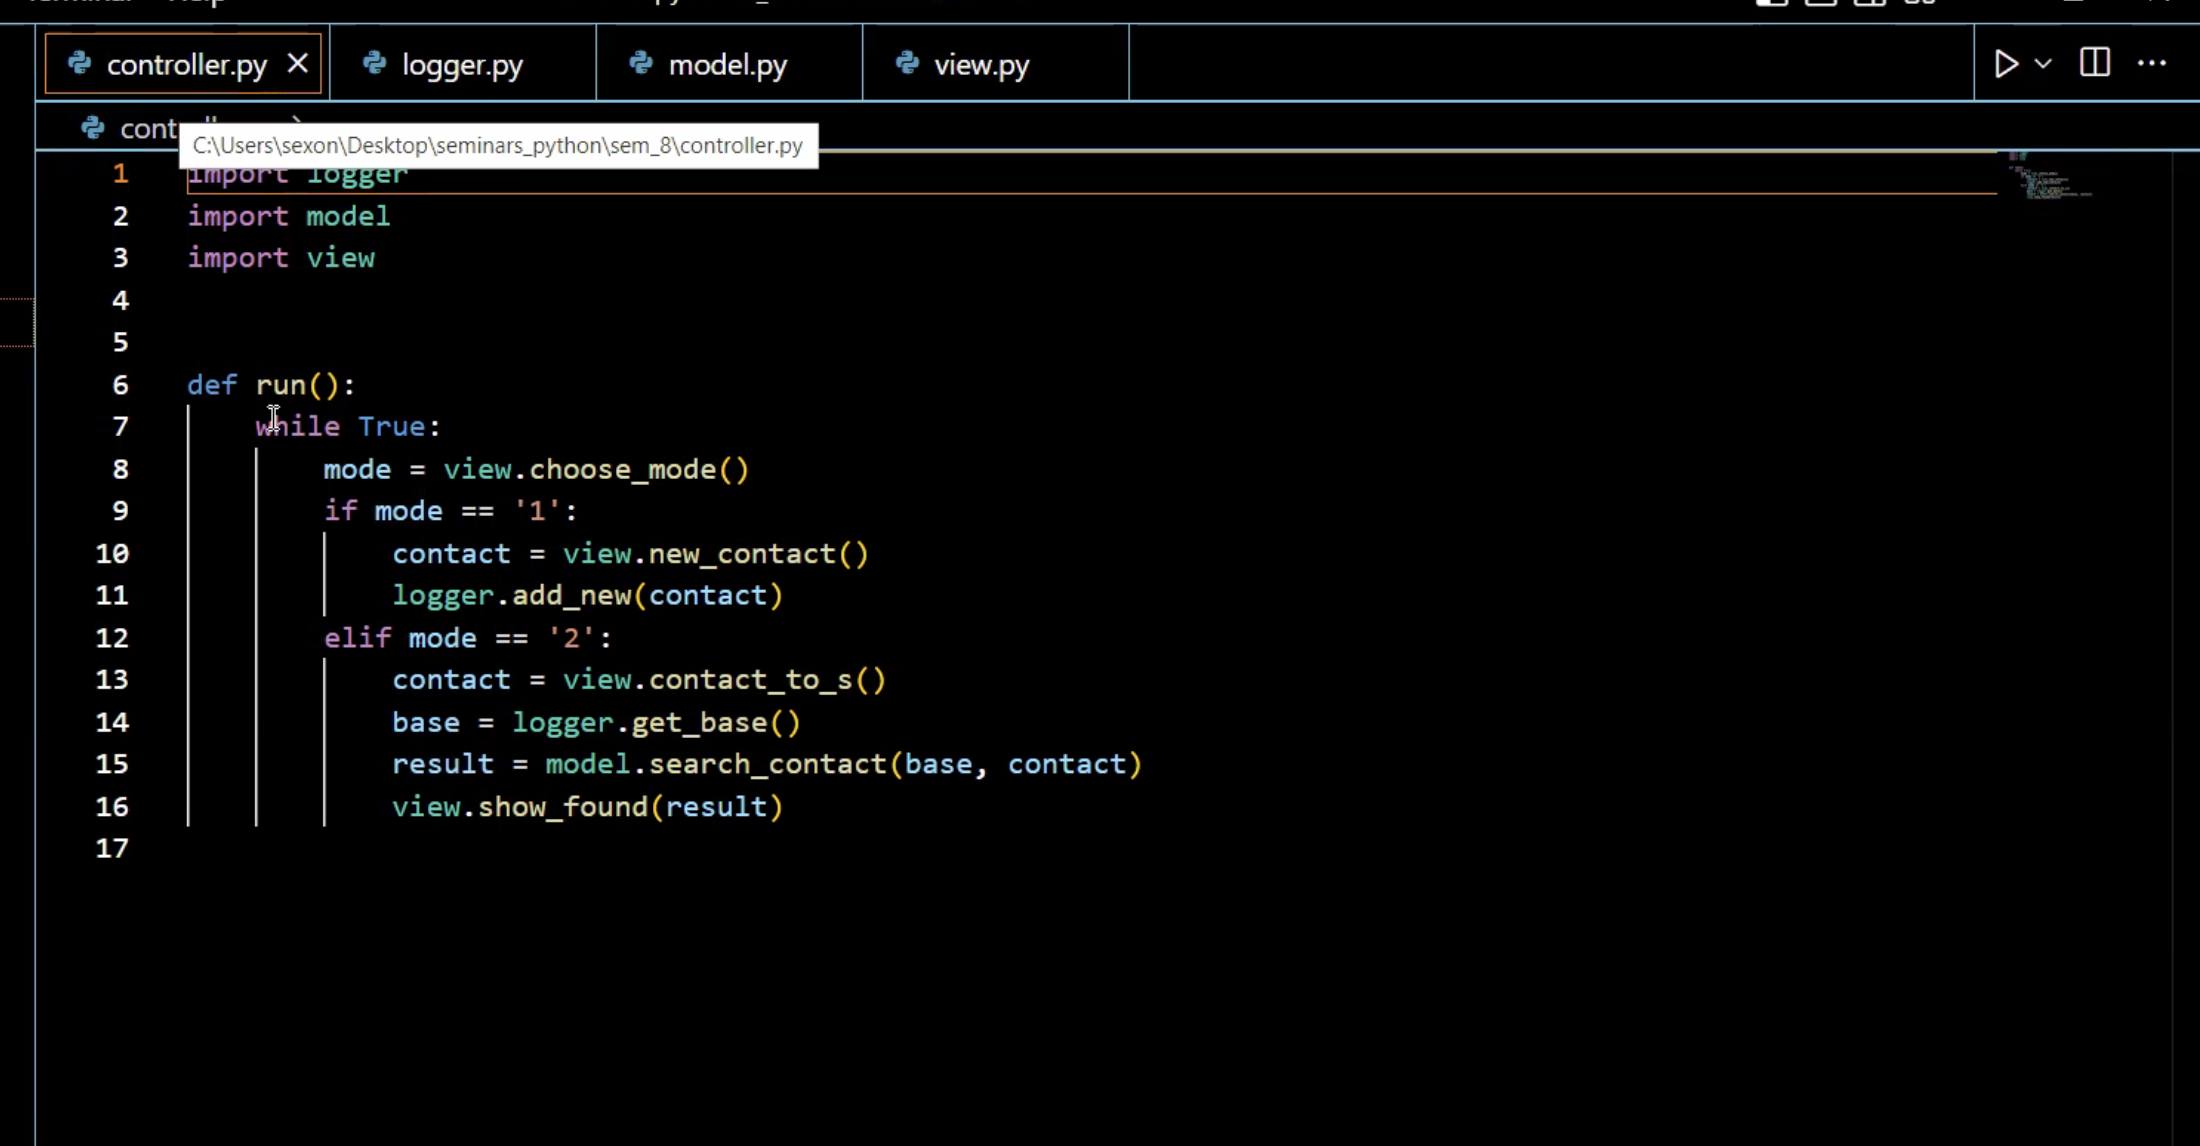 controller.py
logger.py
model.py
view.py
C:\Users\sexon\Desktop\seminars_python\sem_8\controller.py
1 import logger
2 import model
3 import view
4
5
6 def run():
7     while True:
8         mode = view.choose_mode()
9         if mode == '1':
10             contact = view.new_contact()
11             logger.add_new(contact)
12         elif mode == '2':
13             contact = view.contact_to_s()
14             base = logger.get_base()
15             result = model.search_contact(base, contact)
16             view.show_found(result)
17